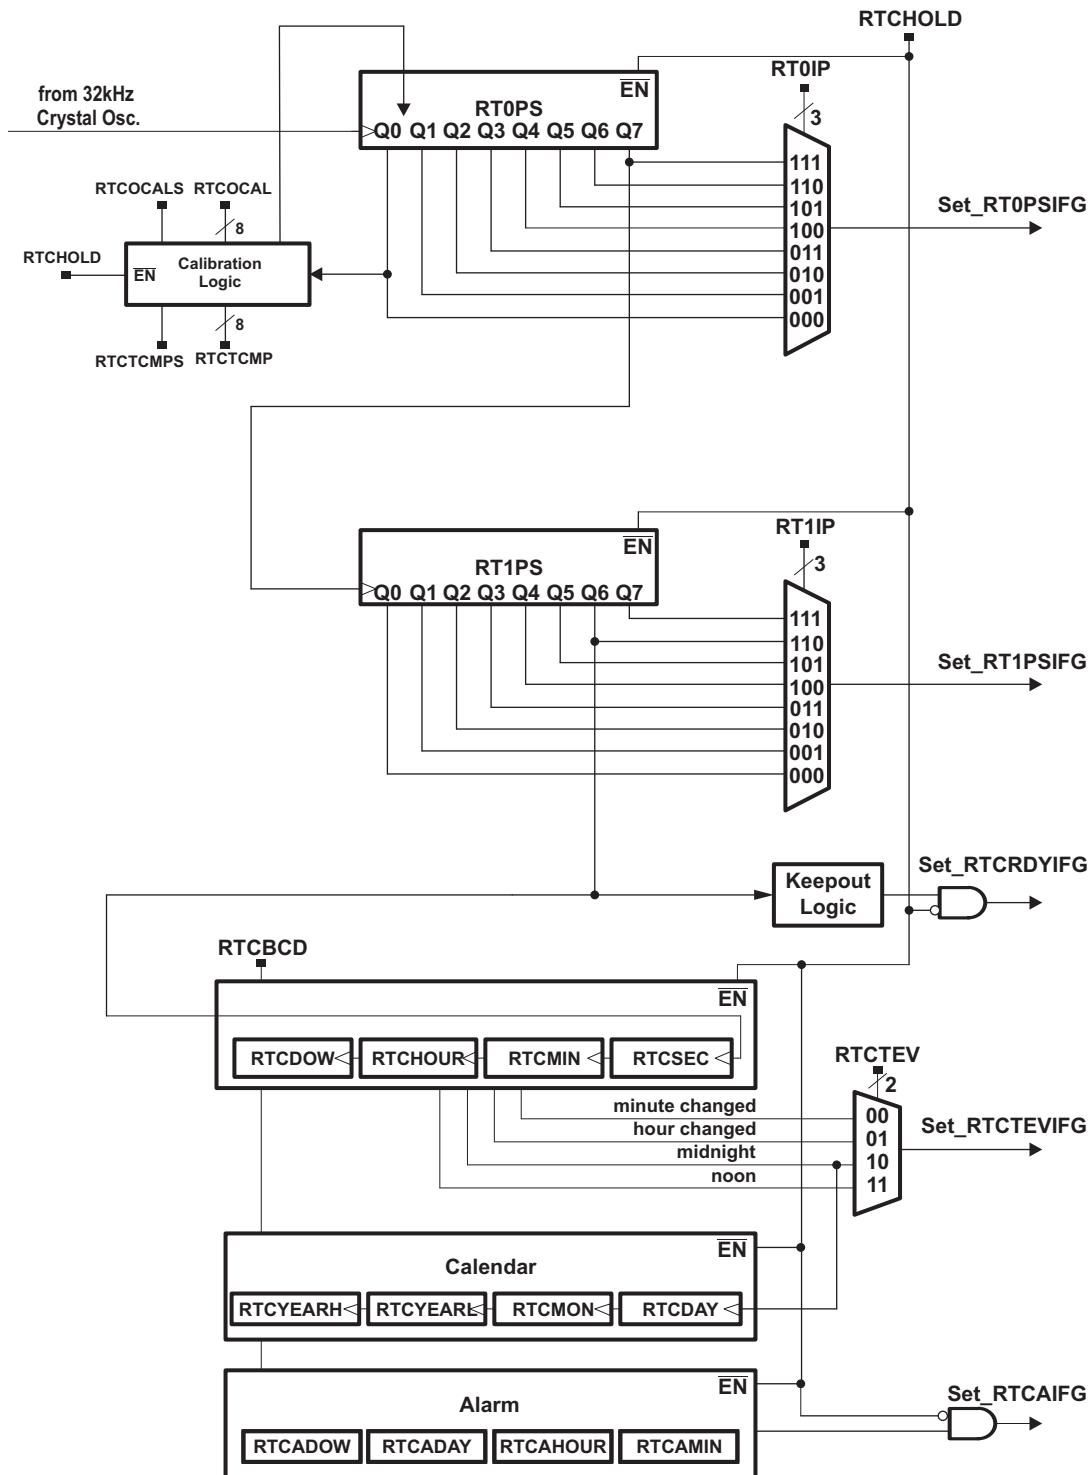 RTCHOLD
RT0IP
from 32kHz
Crystal Osc.
EN
RT0PS
Q0 Q1 Q2 Q3 Q4 Q5 Q6 Q7
3
111
110
101
100
011
010
001
000
Set_RT0PSIFG
RTCOCALS RTCOCAL
8
RTCHOLD
EN
Calibration
Logic
8
RTCTCMPS RTCTCMP
RT1IP
EN
RT1PS
Q0 Q1 Q2 Q3 Q4 Q5 Q6 Q7
3
111
110
101
100
011
010
001
000
Set_RT1PSIFG
Keepout
Logic
Set_RTCRDYIFG
RTCBCD
EN
RTCDOW RTCHOUR RTCMIN RTCSEC
RTCTEV
2
minute changed
hour changed
midnight
noon
00
01
10
11
Set_RTCTEVIFG
EN
Calendar
RTCYEARH RTCYEARL RTCMON RTCDAY
EN
Alarm
RTCADOW RTCADAY RTCAHOUR RTCAMIN
Set_RTCAIFG